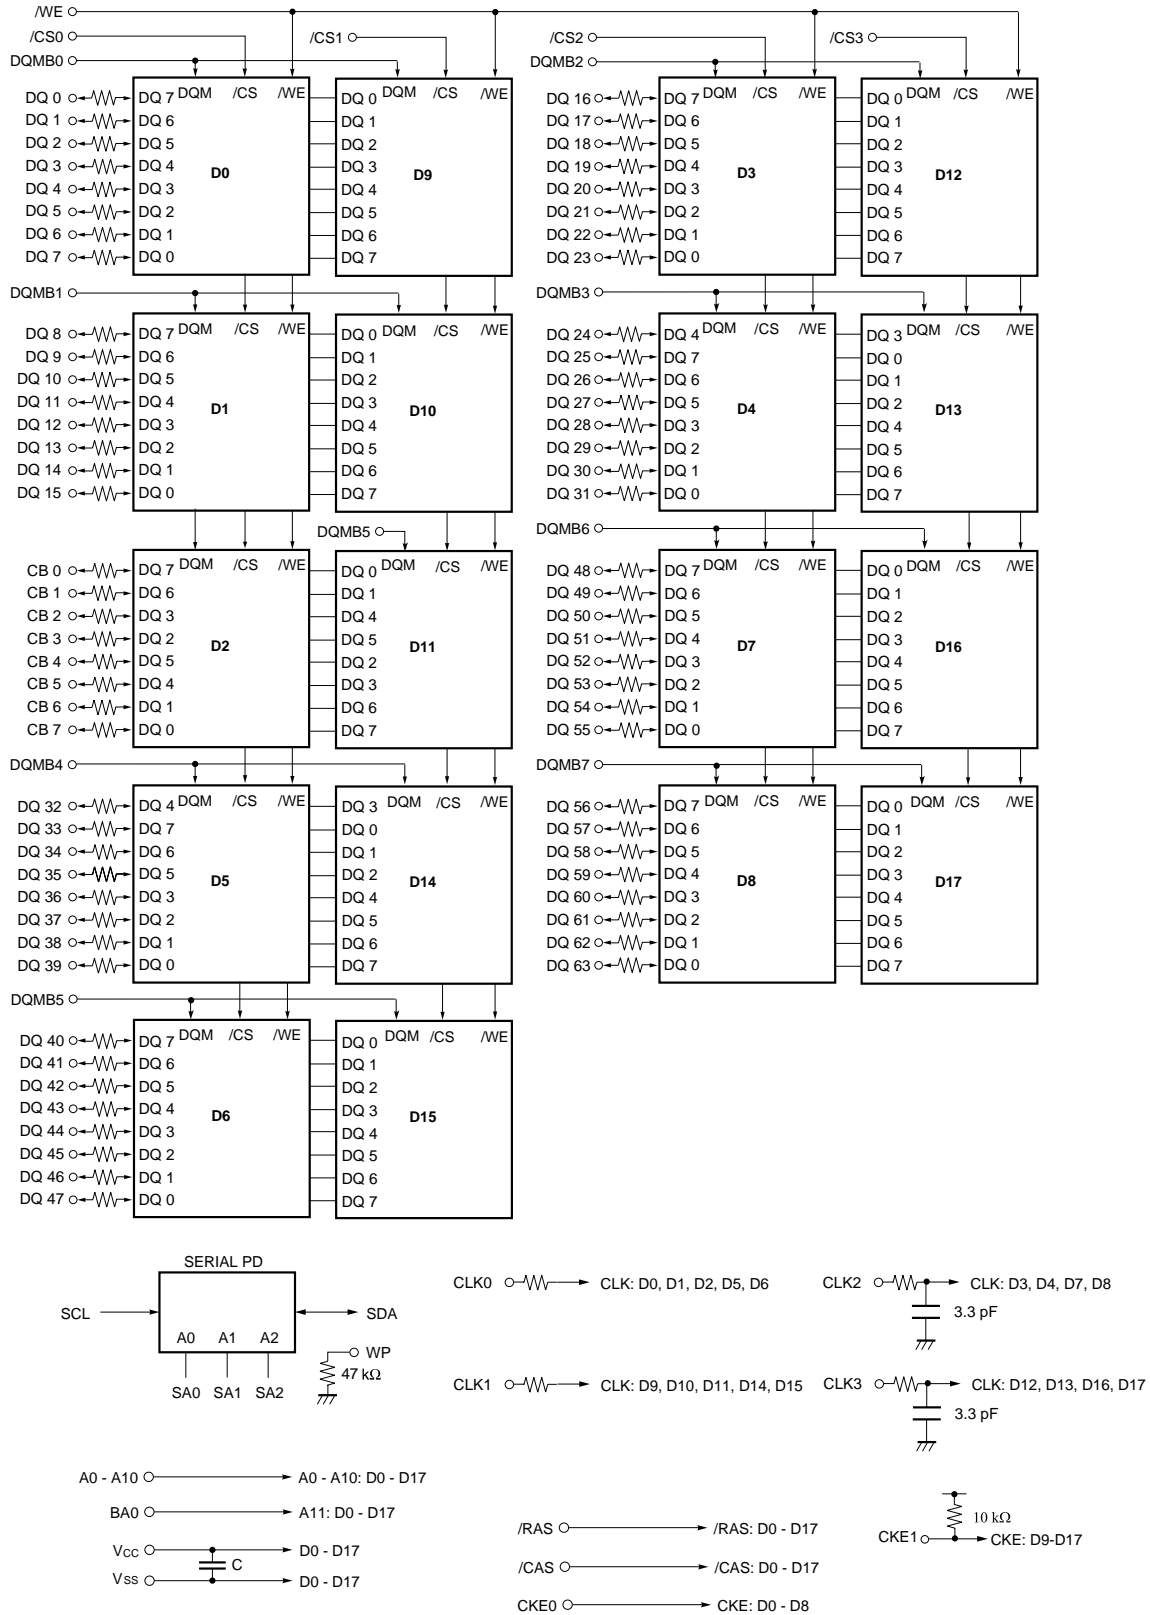 /WE
/CS0 /CS1 /CS2 /CS3
DQMB0 DQMB2
DQM /CS /WE DQM /CS /WE DQM /CS /WE DQM /CS /WE
DQ 0 DQ 7 DQ 0 DQ 16 DQ 7 DQ 0
DQ 1 DQ 6 DQ 1 DQ 17 DQ 6 DQ 1
DQ 2 DQ 5 DQ 2 DQ 18 DQ 5 DQ 2
DQ 3 DQ 4 DQ 3 DQ 19 DQ 4 DQ 3
D0 D9 D3 D12
DQ 4 DQ 3 DQ 4 DQ 20 DQ 3 DQ 4
DQ 5 DQ 2 DQ 5 DQ 21 DQ 2 DQ 5
DQ 6 DQ 1 DQ 6 DQ 22 DQ 1 DQ 6
DQ 7 DQ 0 DQ 7 DQ 23 DQ 0 DQ 7
DQMB1 DQMB3
DQM /CS /WE DQM /CS /WE DQM /CS /WE DQM /CS /WE
DQ 8 DQ 7 DQ 0 DQ 24 DQ 4 DQ 3
DQ 9 DQ 6 DQ 1 DQ 25 DQ 7 DQ 0
DQ 10 DQ 5 DQ 2 DQ 26 DQ 6 DQ 1
DQ 11 DQ 4 DQ 3 DQ 27 DQ 5 DQ 2
D1 D10 D4 D13
DQ 12 DQ 3 DQ 4 DQ 28 DQ 3 DQ 4
DQ 13 DQ 2 DQ 5 DQ 29 DQ 2 DQ 5
DQ 14 DQ 1 DQ 6 DQ 30 DQ 1 DQ 6
DQ 15 DQ 0 DQ 7 DQ 31 DQ 0 DQ 7
DQMB5 DQMB6
DQM /CS /WE DQM /CS /WE DQM /CS /WE DQM /CS /WE
CB 0 DQ 7 DQ 0 DQ 48 DQ 7 DQ 0
CB 1 DQ 6 DQ 1 DQ 49 DQ 6 DQ 1
CB 2 DQ 3 DQ 4 DQ 50 DQ 5 DQ 2
CB 3 DQ 2 DQ 5 DQ 51 DQ 4 DQ 3
D2 D11 D7 D16
CB 4 DQ 5 DQ 2 DQ 52 DQ 3 DQ 4
CB 5 DQ 4 DQ 3 DQ 53 DQ 2 DQ 5
CB 6 DQ 1 DQ 6 DQ 54 DQ 1 DQ 6
CB 7 DQ 0 DQ 7 DQ 55 DQ 0 DQ 7
DQMB4 DQMB7
DQM /CS /WE DQM /CS /WE DQM /CS /WE DQM /CS /WE
DQ 32 DQ 4 DQ 3 DQ 56 DQ 7 DQ 0
DQ 33 DQ 7 DQ 0 DQ 57 DQ 6 DQ 1
DQ 34 DQ 6 DQ 1 DQ 58 DQ 5 DQ 2
DQ 35 DQ 5 DQ 2 DQ 59 DQ 4 DQ 3
D5 D14 D8 D17
DQ 36 DQ 3 DQ 4 DQ 60 DQ 3 DQ 4
DQ 37 DQ 2 DQ 5 DQ 61 DQ 2 DQ 5
DQ 38 DQ 1 DQ 6 DQ 62 DQ 1 DQ 6
DQ 39 DQ 0 DQ 7 DQ 63 DQ 0 DQ 7
DQMB5
DQM /CS /WE DQM /CS /WE
DQ 40 DQ 7 DQ 0
DQ 41 DQ 6 DQ 1
DQ 42 DQ 5 DQ 2
DQ 43 DQ 4 DQ 3
D6 D15
DQ 44 DQ 3 DQ 4
DQ 45 DQ 2 DQ 5
DQ 46 DQ 1 DQ 6
DQ 47 DQ 0 DQ 7
SERIAL PD
SCL SDA
A0 A1 A2
SA0 SA1 SA2
WP
47 kΩ
CLK0 CLK: D0, D1, D2, D5, D6
CLK2 CLK: D3, D4, D7, D8
3.3 pF
CLK1 CLK: D9, D10, D11, D14, D15
CLK3 CLK: D12, D13, D16, D17
3.3 pF
A0 - A10 A0 - A10: D0 - D17
BA0 A11: D0 - D17
VCC D0 - D17
C
VSS D0 - D17
/RAS /RAS: D0 - D17
/CAS /CAS: D0 - D17
CKE0 CKE: D0 - D8
10 kΩ
CKE1 CKE: D9-D17